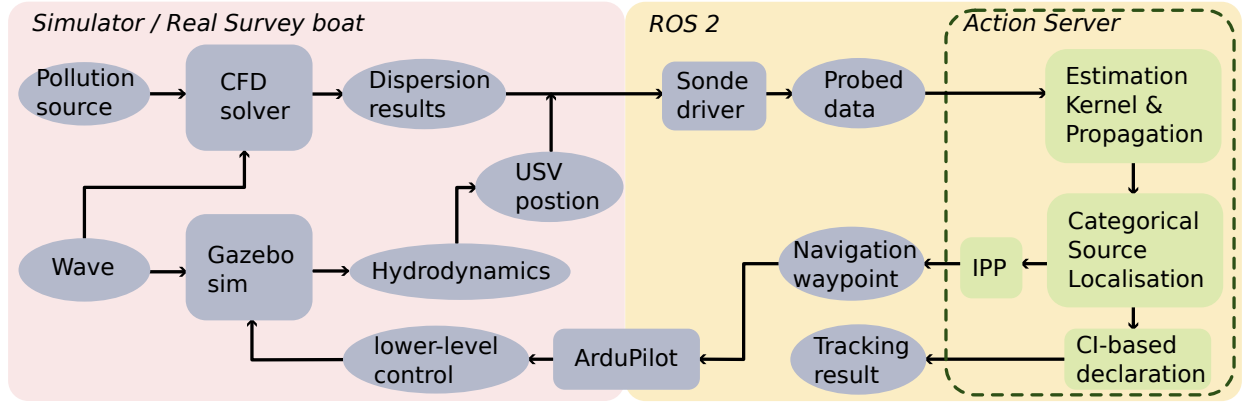 Simulator / Real Survey boat
Pollution
source
CFD
solver
Dispersion
results
USV
postion
Wave
Gazebo
sim
Hydrodynamics
lower-level
control
ROS 2
Sonde
driver
Probed
data
Navigation
waypoint
ArduPilot
Tracking
result
Action Server
Estimation
Kernel &
Propagation
Categorical
Source
Localisation
IPP
CI-based
declaration